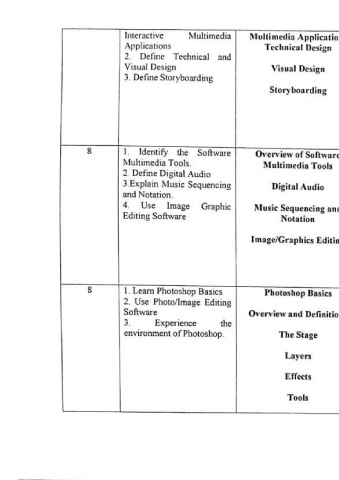 Interactive Multimedia
Applications
2. Define Technical and
Visual Design
3. Define Storyboarding
Multimedia Applicatio
Technical Design
Visual Design
Storyboarding
8
1. Identify the Software
Multimedia Tools.
2. Define Digital Audio
3.Explain Music Sequencing
and Notation.
4. Use Image Graphic
Editing Software
Overview of Software
Multimedia Tools
Digital Audio
Music Sequencing and
Notation
Image/Graphics Editin
8
1. Learn Photoshop Basics
2. Use Photo/Image Editing
Software
3. Experience the
environment of Photoshop.
Photoshop Basics
Overview and Definitio
The Stage
Layers
Effects
Tools